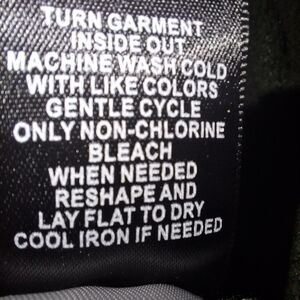 TURN GARMENT
INSIDE OUT
MACHINE WASH COLD
WITH LIKE COLORS
GENTLE CYCLE
ONLY NON-CHLORINE
BLEACH
WHEN NEEDED
RESHAPE AND
LAY FLAT TO DRY
COOL IRON IF NEEDED